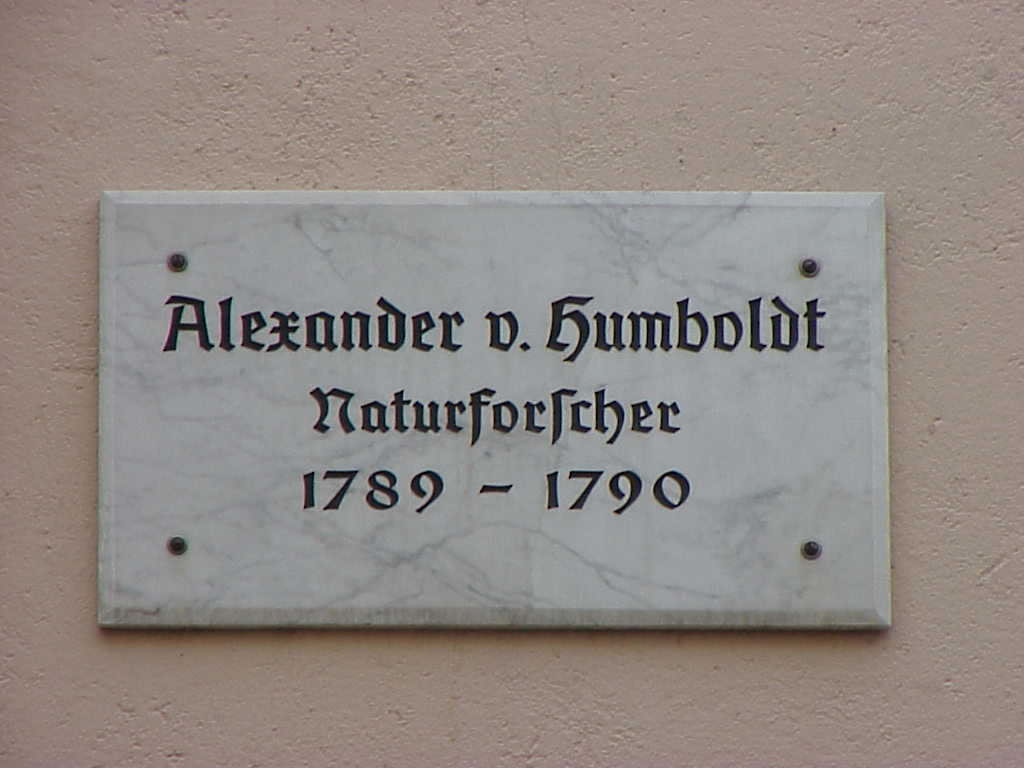 Alexander v. Humboldt
Naturforſcher
1789 - 1790